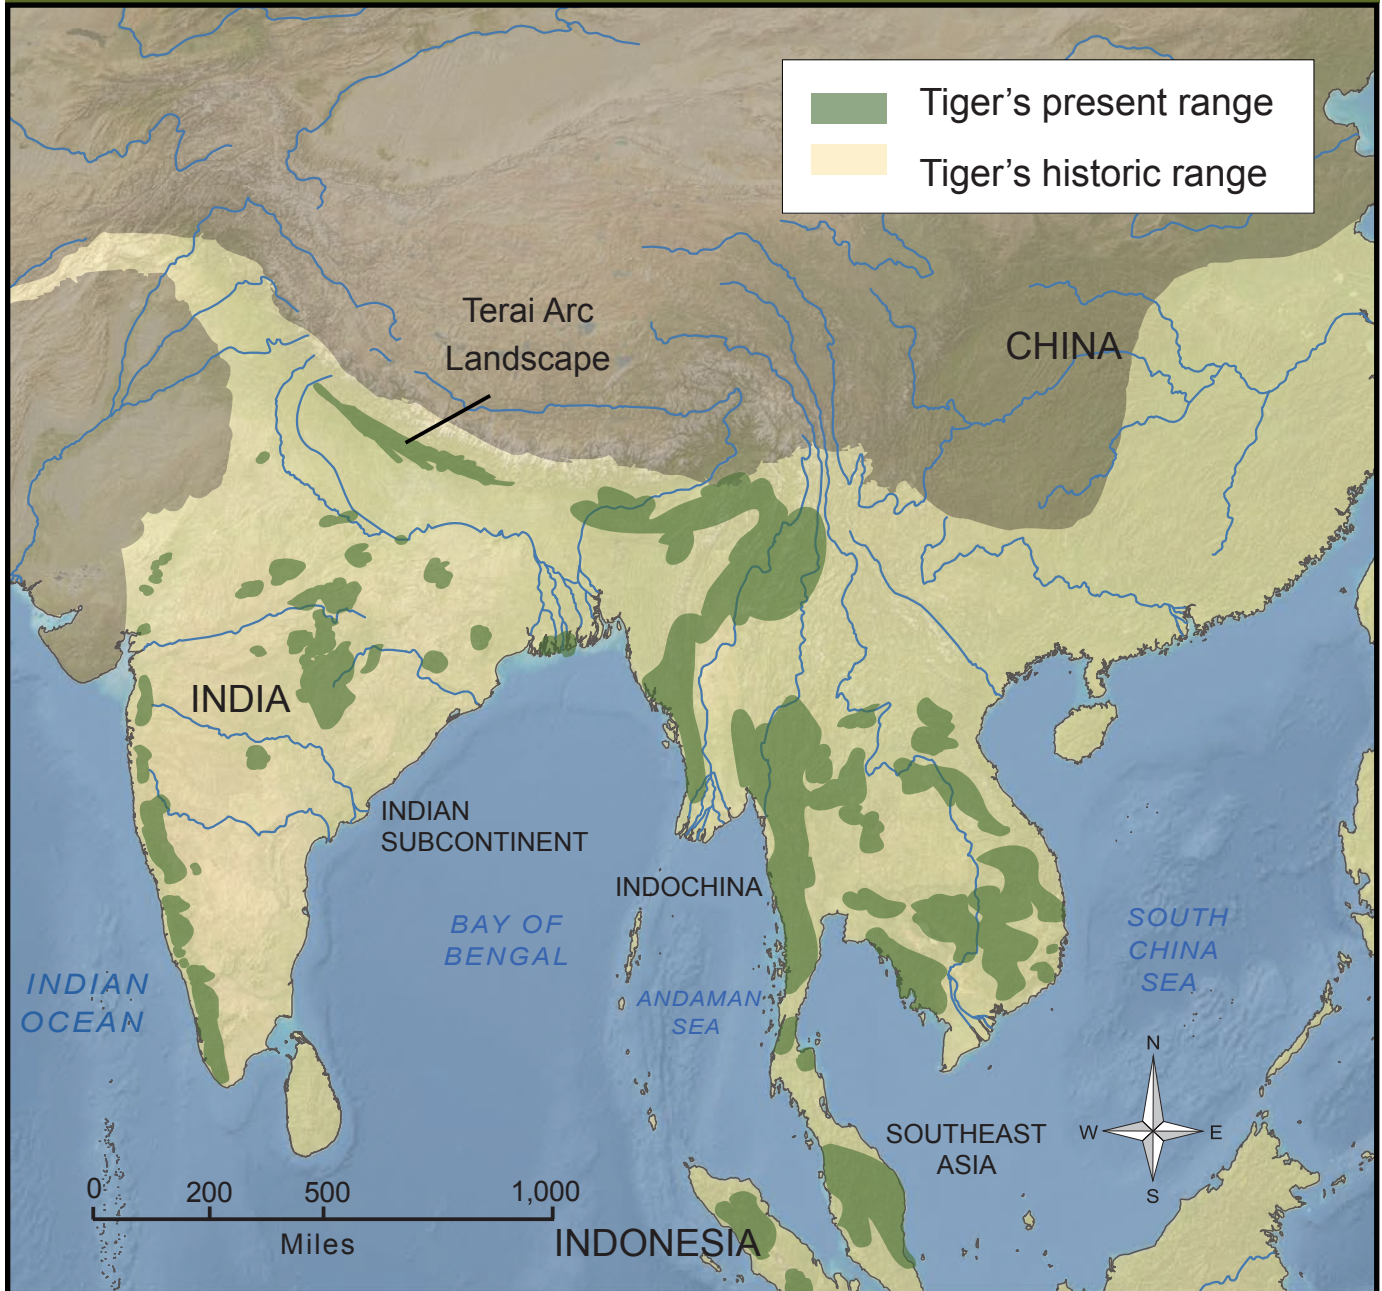 Tiger's present range
Tiger's historic range
Terai Arc
Landscape
CHINA
INDIA
INDIAN
SUBCONTINENT
INDOCHINA
BAY OF
BENGAL
SOUTH
CHINA
SEA
INDIAN
OCEAN
ANDAMAN
SEA
N
W
E
S
SOUTHEAST
ASIA
0 200 500 1,000
Miles
INDONESIA